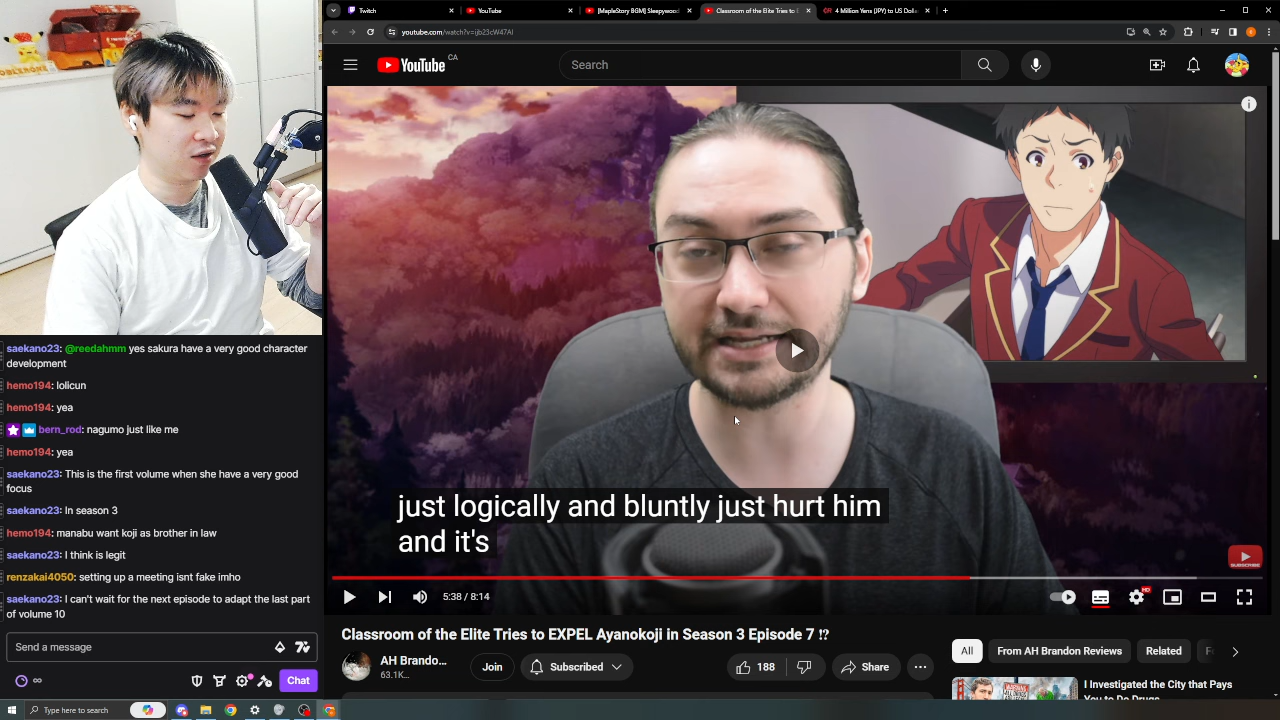 Twitch
YouTube
[MapleStory BGM] Sleepywood
Classroom of the Elite Tries to E
4 Million Yens (JPY) to US Dolla
youtube.com/watch?v=ijb23cW47AI
YouTube CA
Search
just logically and bluntly just hurt him
and it's
SUBSCRIBE
5:38 / 8:14
HD
Classroom of the Elite Tries to EXPEL Ayanokoji in Season 3 Episode 7 ⁉
AH Brando...
63.1K...
Join
Subscribed
188
Share
All
From AH Brandon Reviews
Related
I Investigated the City that Pays
You to Do Drugs
saekano23: @reedahmm yes sakura have a very good character
development
hemo194: lolicun
hemo194: yea
bern_rod: nagumo just like me
hemo194: yea
saekano23: This is the first volume when she have a very good
focus
saekano23: In season 3
hemo194: manabu want koji as brother in law
saekano23: I think is legit
renzakai4050: setting up a meeting isnt fake imho
saekano23: I can't wait for the next episode to adapt the last part
of volume 10
Send a message
Chat
Type here to search